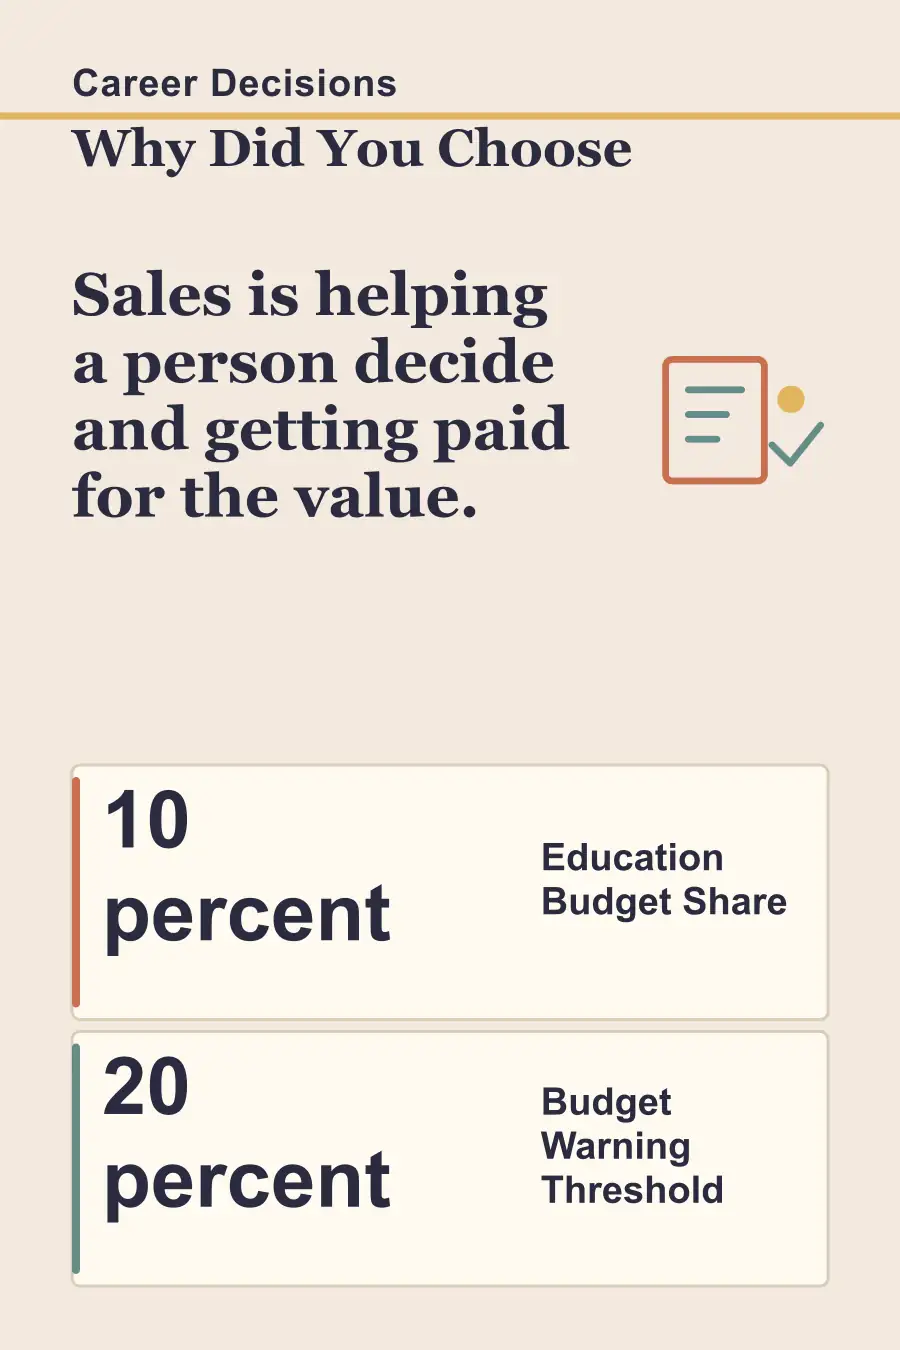 Career Decisions
Why Did You Choose
Sales is helping
a person decide
and getting paid
for the value.
10
percent
Education
Budget Share
20
percent
Budget
Warning
Threshold